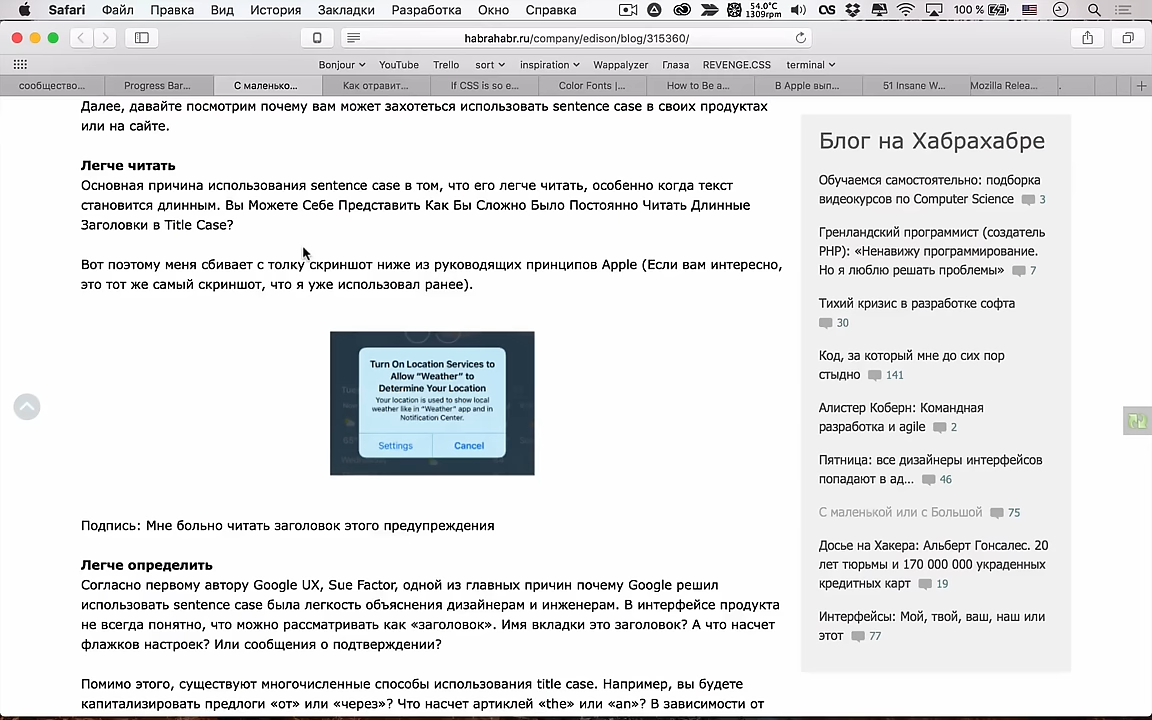 Safari Файл Правка Вид История Закладки Разработка Окно Справка 54.0°C 1309rpm 100 %
habrahabr.ru/company/edison/blog/315360/
Bonjour YouTube Trello sort inspiration Wappalyzer Глаза REVENGE.CSS terminal
сообщество... Progress Bar... С маленько... Как отравит... If CSS is so e... Color Fonts |... How to Be a... В Apple вып... 51 Insane W... Mozilla Relea...
Далее, давайте посмотрим почему вам может захотеться использовать sentence case в своих продуктах
или на сайте.
Легче читать
Основная причина использования sentence case в том, что его легче читать, особенно когда текст
становится длинным. Вы Можете Себе Представить Как Бы Сложно Было Постоянно Читать Длинные
Заголовки в Title Case?
Вот поэтому меня сбивает с толку скриншот ниже из руководящих принципов Apple (Если вам интересно,
это тот же самый скриншот, что я уже использовал ранее).
Turn On Location Services to
Allow “Weather” to
Determine Your Location
Your location is used to show local
weather like in “Weather” app and in
Notification Center.
Settings Cancel
Подпись: Мне больно читать заголовок этого предупреждения
Легче определить
Согласно первому автору Google UX, Sue Factor, одной из главных причин почему Google решил
использовать sentence case была легкость объяснения дизайнерам и инженерам. В интерфейсе продукта
не всегда понятно, что можно рассматривать как «заголовок». Имя вкладки это заголовок? А что насчет
флажков настроек? Или сообщения о подтверждении?
Помимо этого, существуют многочисленные способы использования title case. Например, вы будете
капитализировать предлоги «от» или «через»? Что насчет артиклей «the» или «an»? В зависимости от
Блог на Хабрахабре
Обучаемся самостоятельно: подборка
видеокурсов по Computer Science 3
Гренландский программист (создатель
PHP): «Ненавижу программирование.
Но я люблю решать проблемы» 7
Тихий кризис в разработке софта
30
Код, за который мне до сих пор
стыдно 141
Алистер Коберн: Командная
разработка и agile 2
Пятница: все дизайнеры интерфейсов
попадают в ад... 46
С маленькой или с Большой 75
Досье на Хакера: Альберт Гонсалес. 20
лет тюрьмы и 170 000 000 украденных
кредитных карт 19
Интерфейсы: Мой, твой, ваш, наш или
этот 77